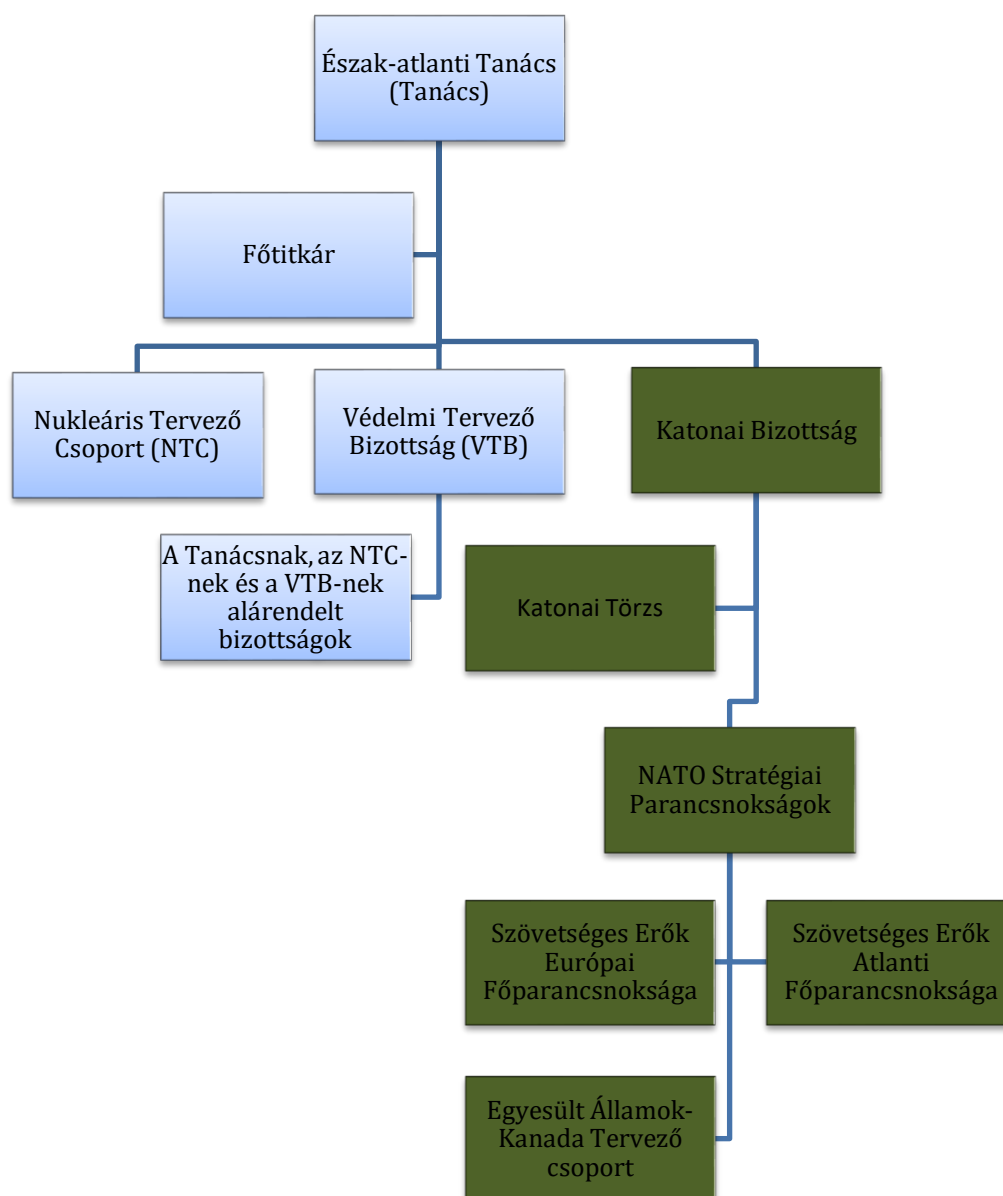 Észak-atlanti Tanács
(Tanács)
Főtitkár
Nukleáris Tervező
Csoport (NTC)
Védelmi Tervező
Bizottság (VTB)
Katonai Bizottság
A Tanácsnak, az NTC-
nek és a VTB-nek
alárendelt
bizottságok
Katonai Törzs
NATO Stratégiai
Parancsnokságok
Szövetséges Erők
Európai
Főparancsnoksága
Szövetséges Erők
Atlanti
Főparancsnoksága
Egyesült Államok-
Kanada Tervező
csoport